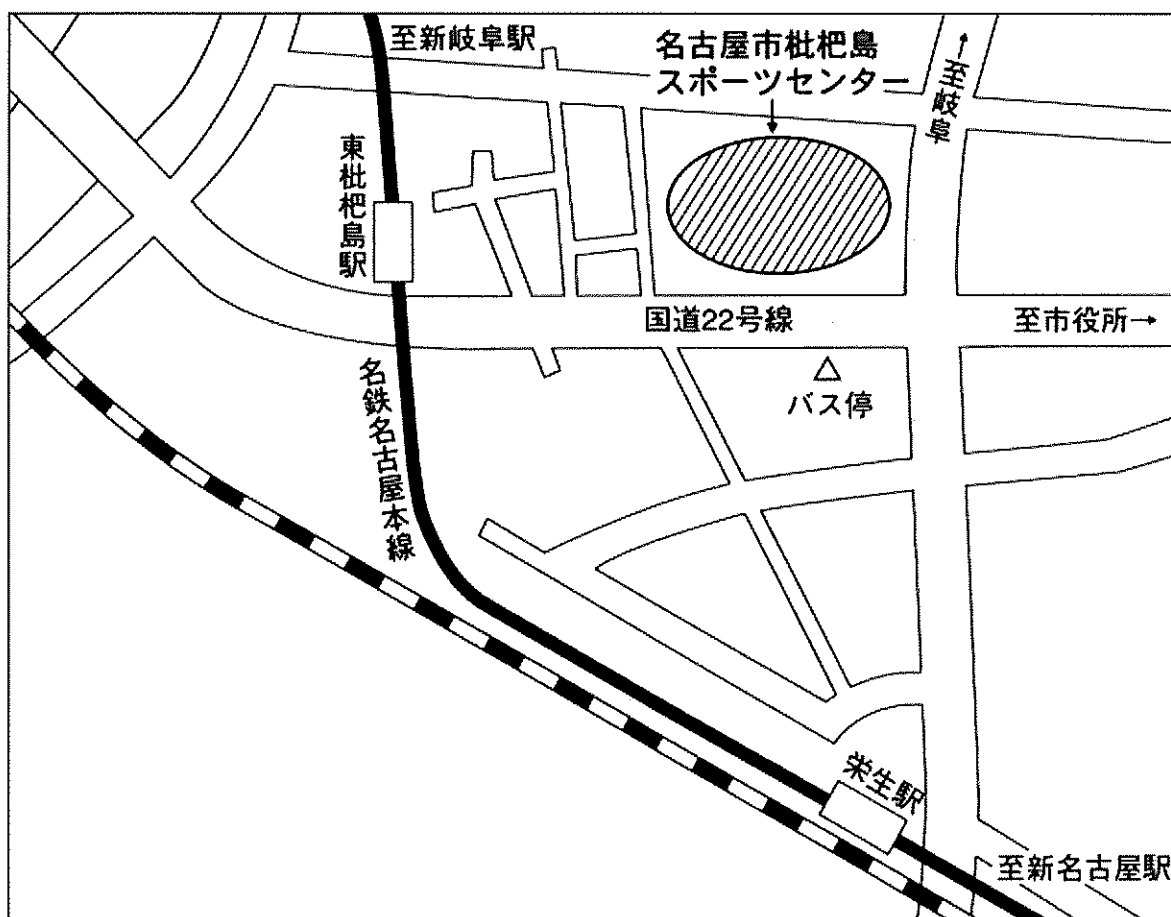 至新岐阜駅
名古屋市枇杷島
スポーツセンター
→至岐阜
東枇杷島駅
国道22号線
至市役所→
バス停
名鉄名古屋本線
栄生駅
至新名古屋駅